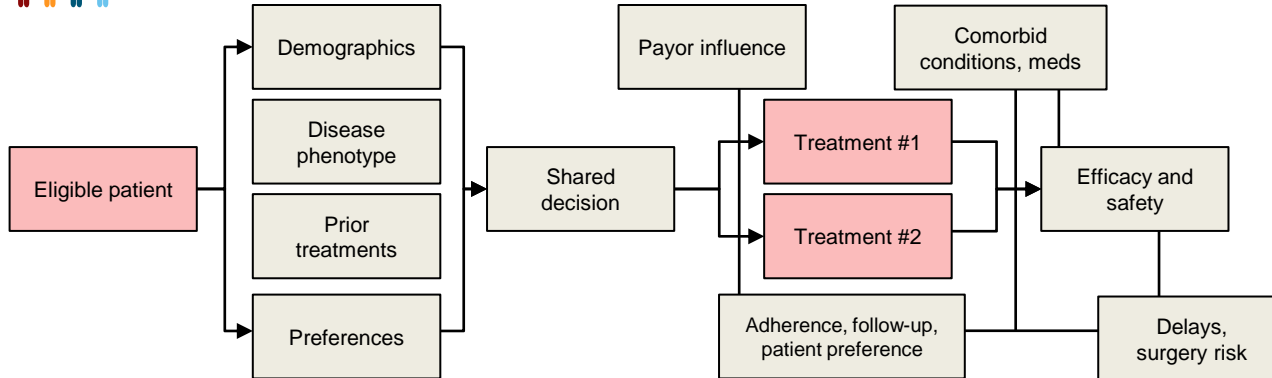 Demographics
Payor influence
Comorbid
conditions, meds
Disease
phenotype
Treatment #1
Eligible patient
Shared
decision
Efficacy and
safety
Prior
treatments
Treatment #2
Preferences
Adherence, follow-up,
patient preference
Delays,
surgery risk